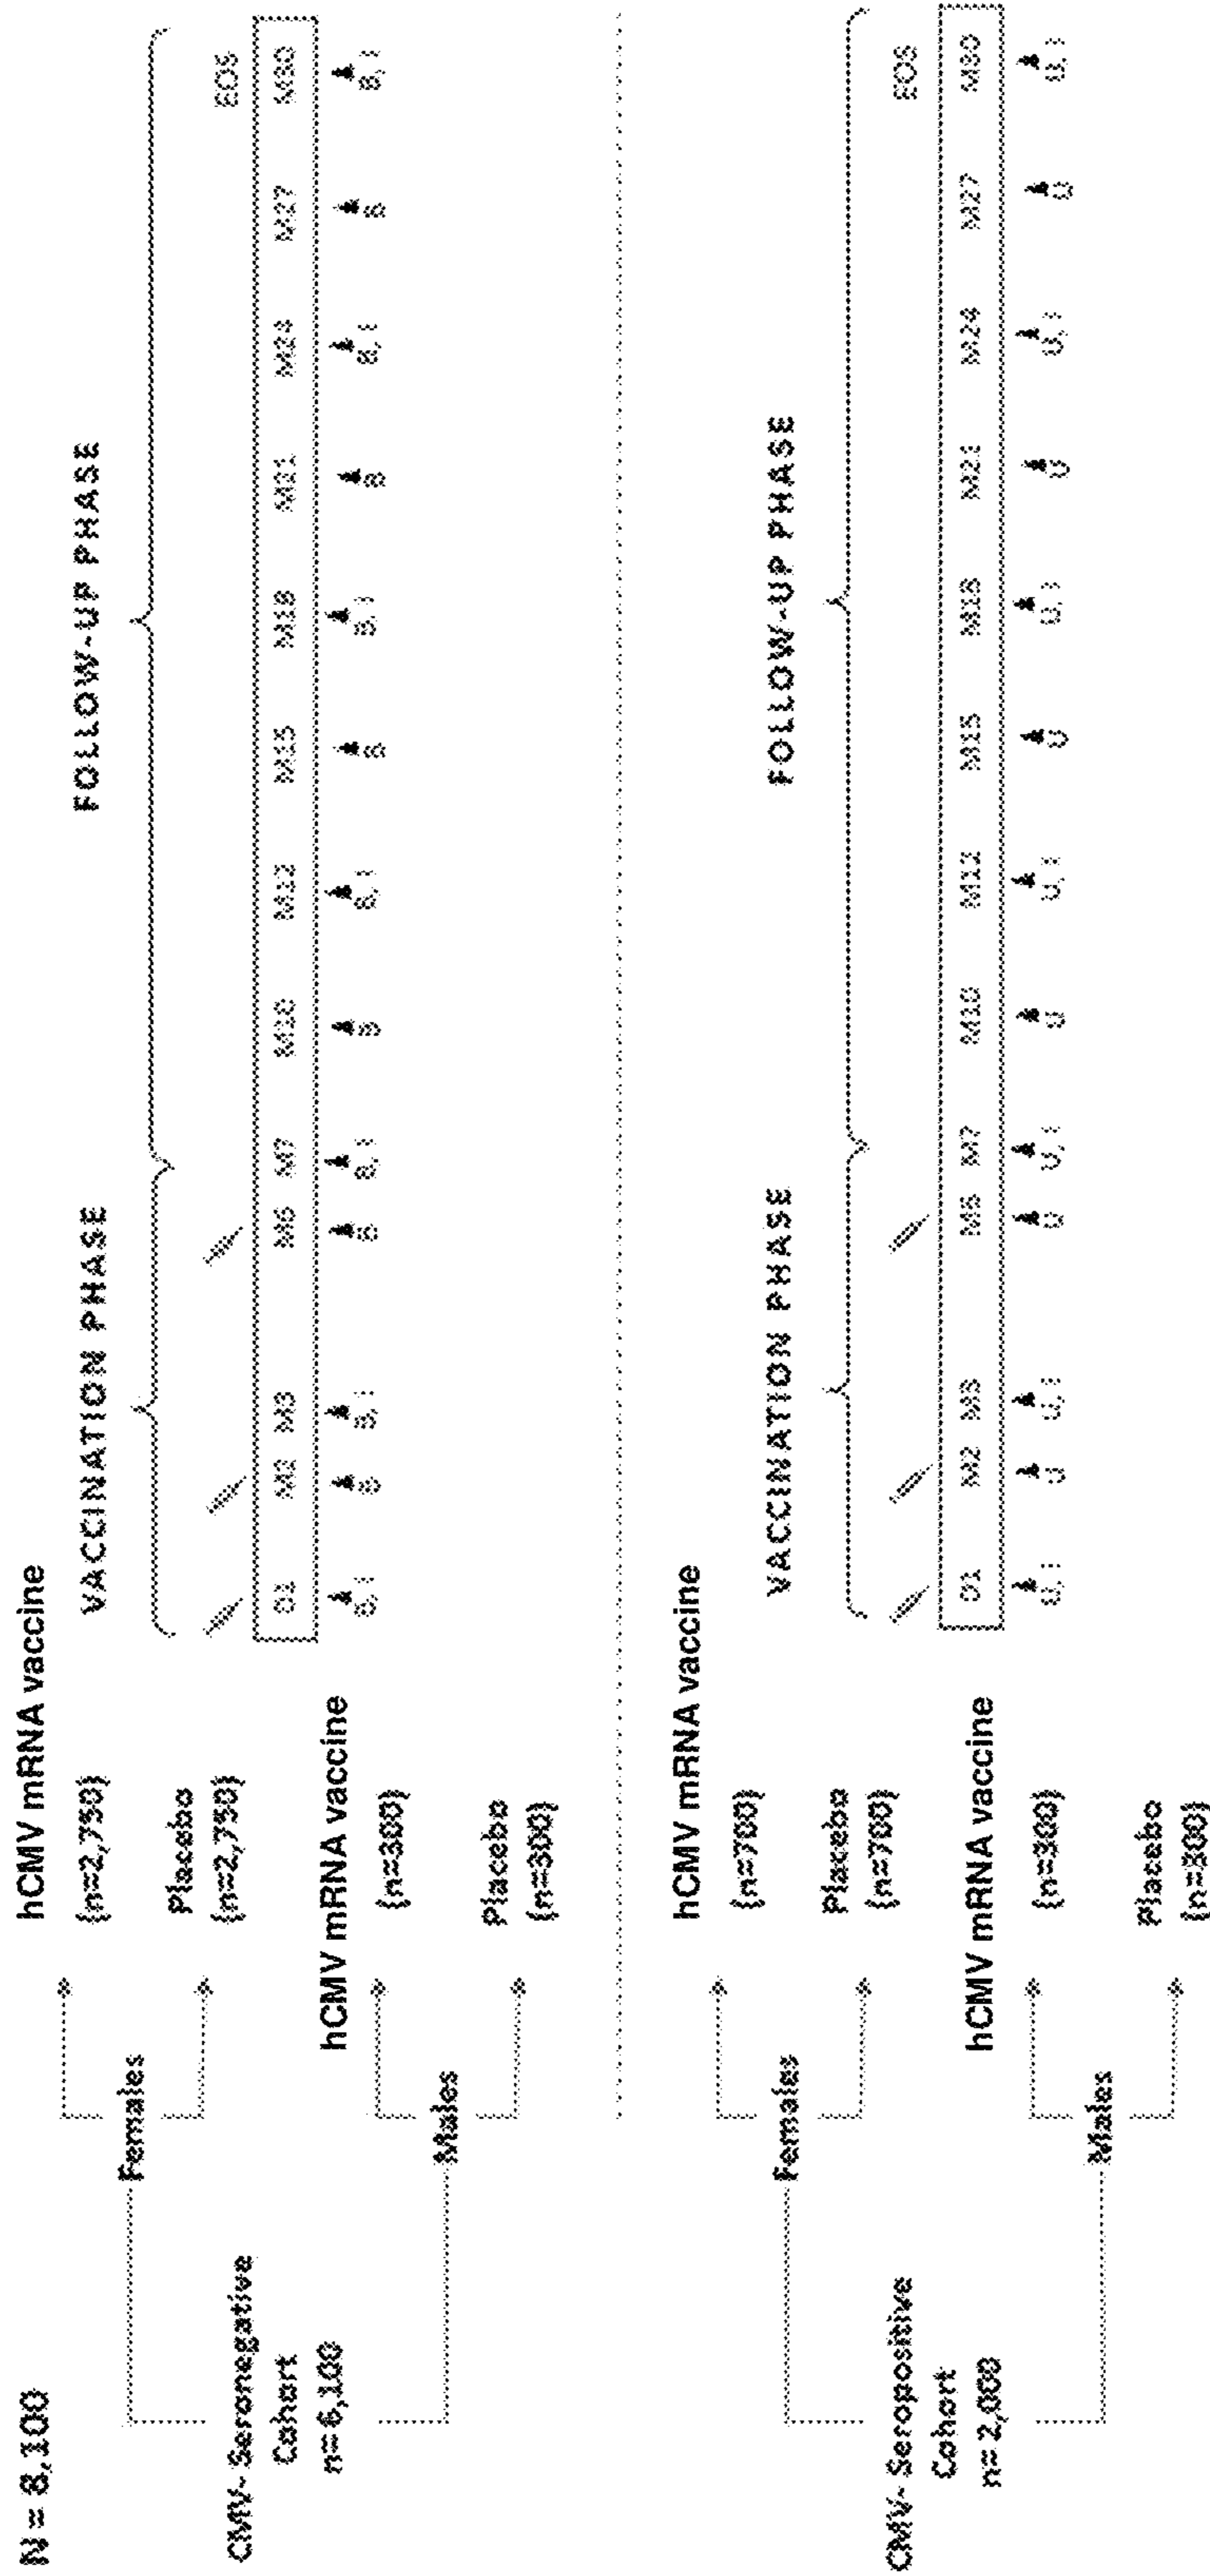 N = 8,100
CMV- Seronegative
Cohort
n= 6,100
Females
Males
hCMV mRNA vaccine
(n=2,750)
Placebo
(n=2,750)
hCMV mRNA vaccine
(n=300)
Placebo
(n=300)
VACCINATION PHASE
FOLLOW-UP PHASE
EOS
D1 M2 M3 M6 M7 M10 M12 M15 M18 M21 M24 M27 M30
B, I B B, I B B, I B B, I B B, I B B, I B B, I
CMV- Seropositive
Cohort
n= 2,000
Females
Males
hCMV mRNA vaccine
(n=700)
Placebo
(n=700)
hCMV mRNA vaccine
(n=300)
Placebo
(n=300)
VACCINATION PHASE
FOLLOW-UP PHASE
EOS
D1 M2 M3 M6 M7 M10 M12 M15 M18 M21 M24 M27 M30
U, I U U, I U U, I U U, I U U, I U U, I U U, I